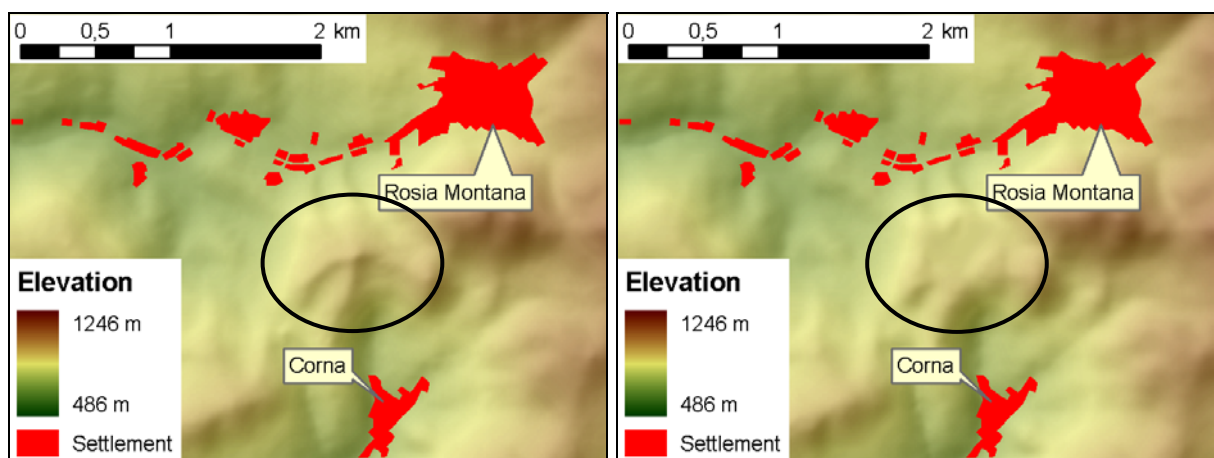 0 0,5 1 2 km
Rosia Montana
Elevation
1246 m
Corna
486 m
Settlement
0 0,5 1 2 km
Rosia Montana
Elevation
1246 m
Corna
486 m
Settlement